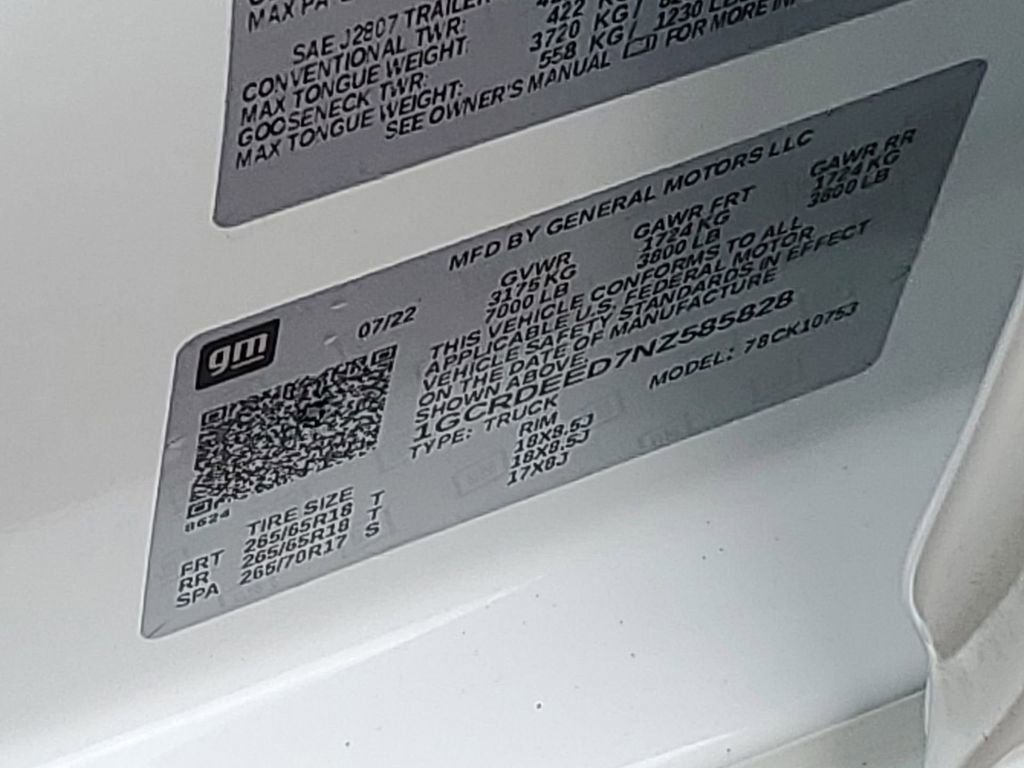 MAX
SAE J2807 TRAILER
CONVENTIONAL TWR:
MAX TONGUE WEIGHT: 422
GOOSENECK TWR: 3720 KG/
MAX TONGUE WEIGHT: 558 KG/ 1230
SEE OWNER'S MANUAL FOR MORE
MFD BY GENERAL MOTORS LLC
gm
07/22
GVWR GAWR FRT GAWR RR
3175 KG 1724 KG 1724 KG
7000 LB 3800 LB 3800 LB
THIS VEHICLE CONFORMS TO ALL
APPLICABLE U.S. FEDERAL MOTOR
VEHICLE SAFETY STANDARDS IN EFFECT
ON THE DATE OF MANUFACTURE
SHOWN ABOVE.
1GCRDEED7NZ585828
TYPE: TRUCK MODEL: 78CK10753
8624
TIRE SIZE RIM
FRT 265/65R18 T 18X8.5J
RR 265/65R18 T 18X8.5J
SPA 265/70R17 S 17X8J